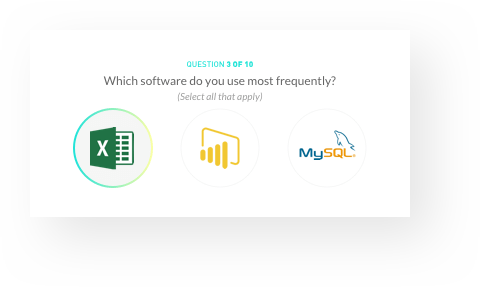 QUESTION 3 OF 10
Which software do you use most frequently?
(Select all that apply)
X
MySQL®